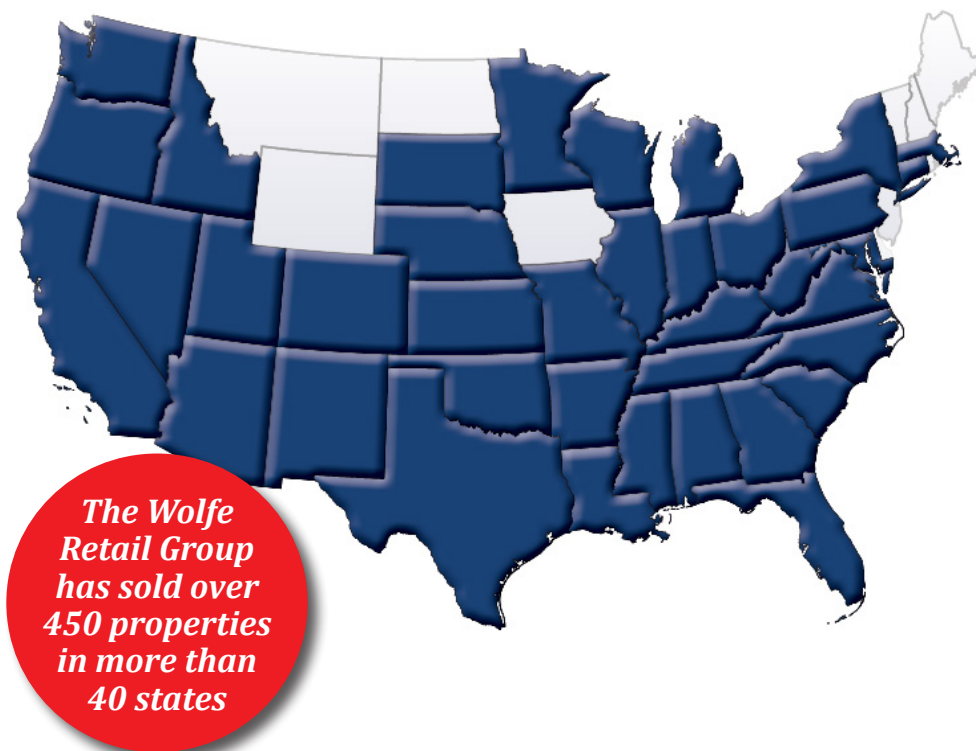 The Wolfe
Retail Group
has sold over
450 properties
in more than
40 states